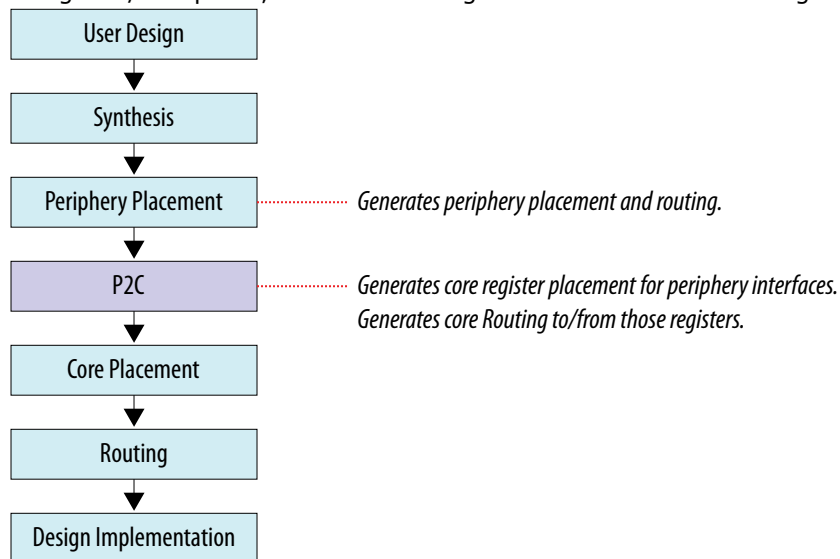 User Design
Synthesis
Periphery Placement
Generates periphery placement and routing.
P2C
Generates core register placement for periphery interfaces.
Generates core Routing to/from those registers.
Core Placement
Routing
Design Implementation